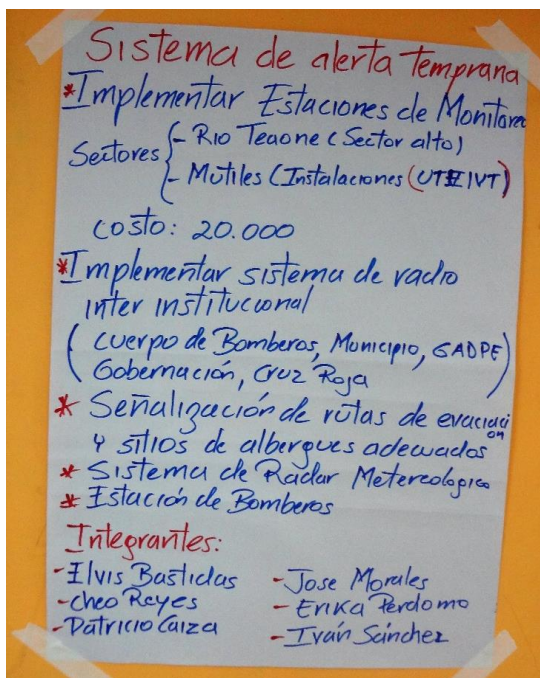 Sistema de alerta Temprana
*Implementar Estaciones de Monitoreo
Sectores { - Rio Teaone (Sector alto)
- Mutiles (Instalaciones (UTEIVT)
costo: 20.000
*Implementar sistema de radio
inter institucional
(Cuerpo de Bomberos, Municipio, GADPE)
Gobernación, Cruz Roja
* Señalización de rutas de evacuación
y sitios de albergues adecuados
* Sistema de Radar Metereologico
* Estación de Bomberos
Integrantes:
- Elvis Bastidas
- Cheo Reyes
- Patricio Caiza
- Jose Morales
- Erika Perdomo
- Iván Sánchez